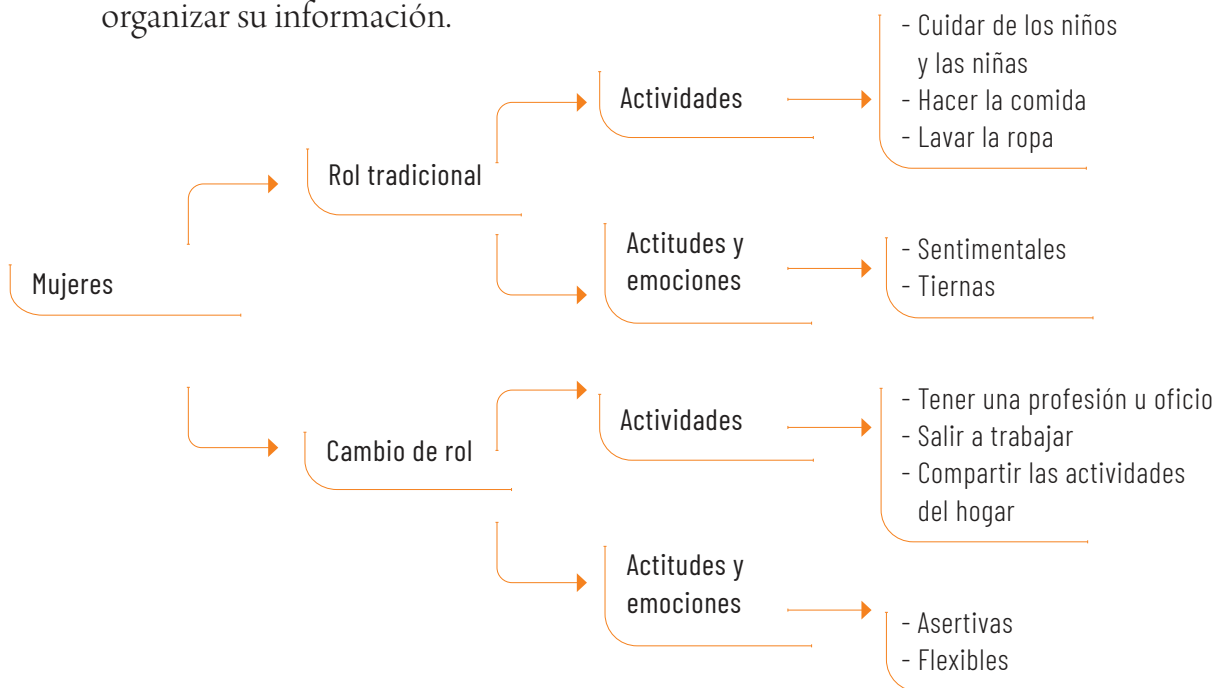 organizar su información.
Mujeres
Rol tradicional
Actividades
- Cuidar de los niños
y las niñas
- Hacer la comida
- Lavar la ropa
Actitudes y
emociones
- Sentimentales
- Tiernas
Cambio de rol
Actividades
- Tener una profesión u oficio
- Salir a trabajar
- Compartir las actividades
del hogar
Actitudes y
emociones
- Asertivas
- Flexibles